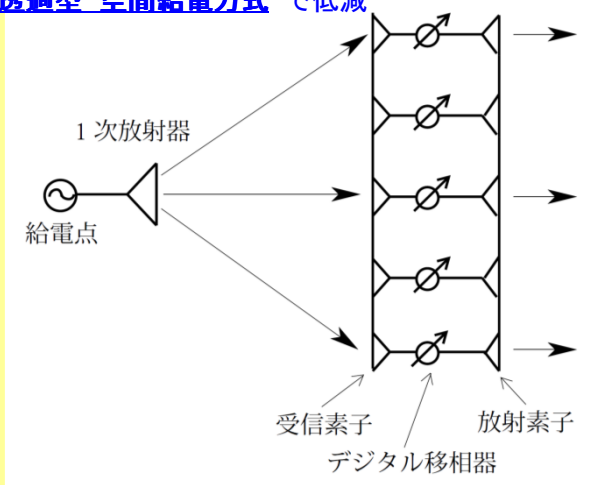 透過型 空間給電方式 で低減
1 次放射器
給電点
受信素子
放射素子
デジタル移相器